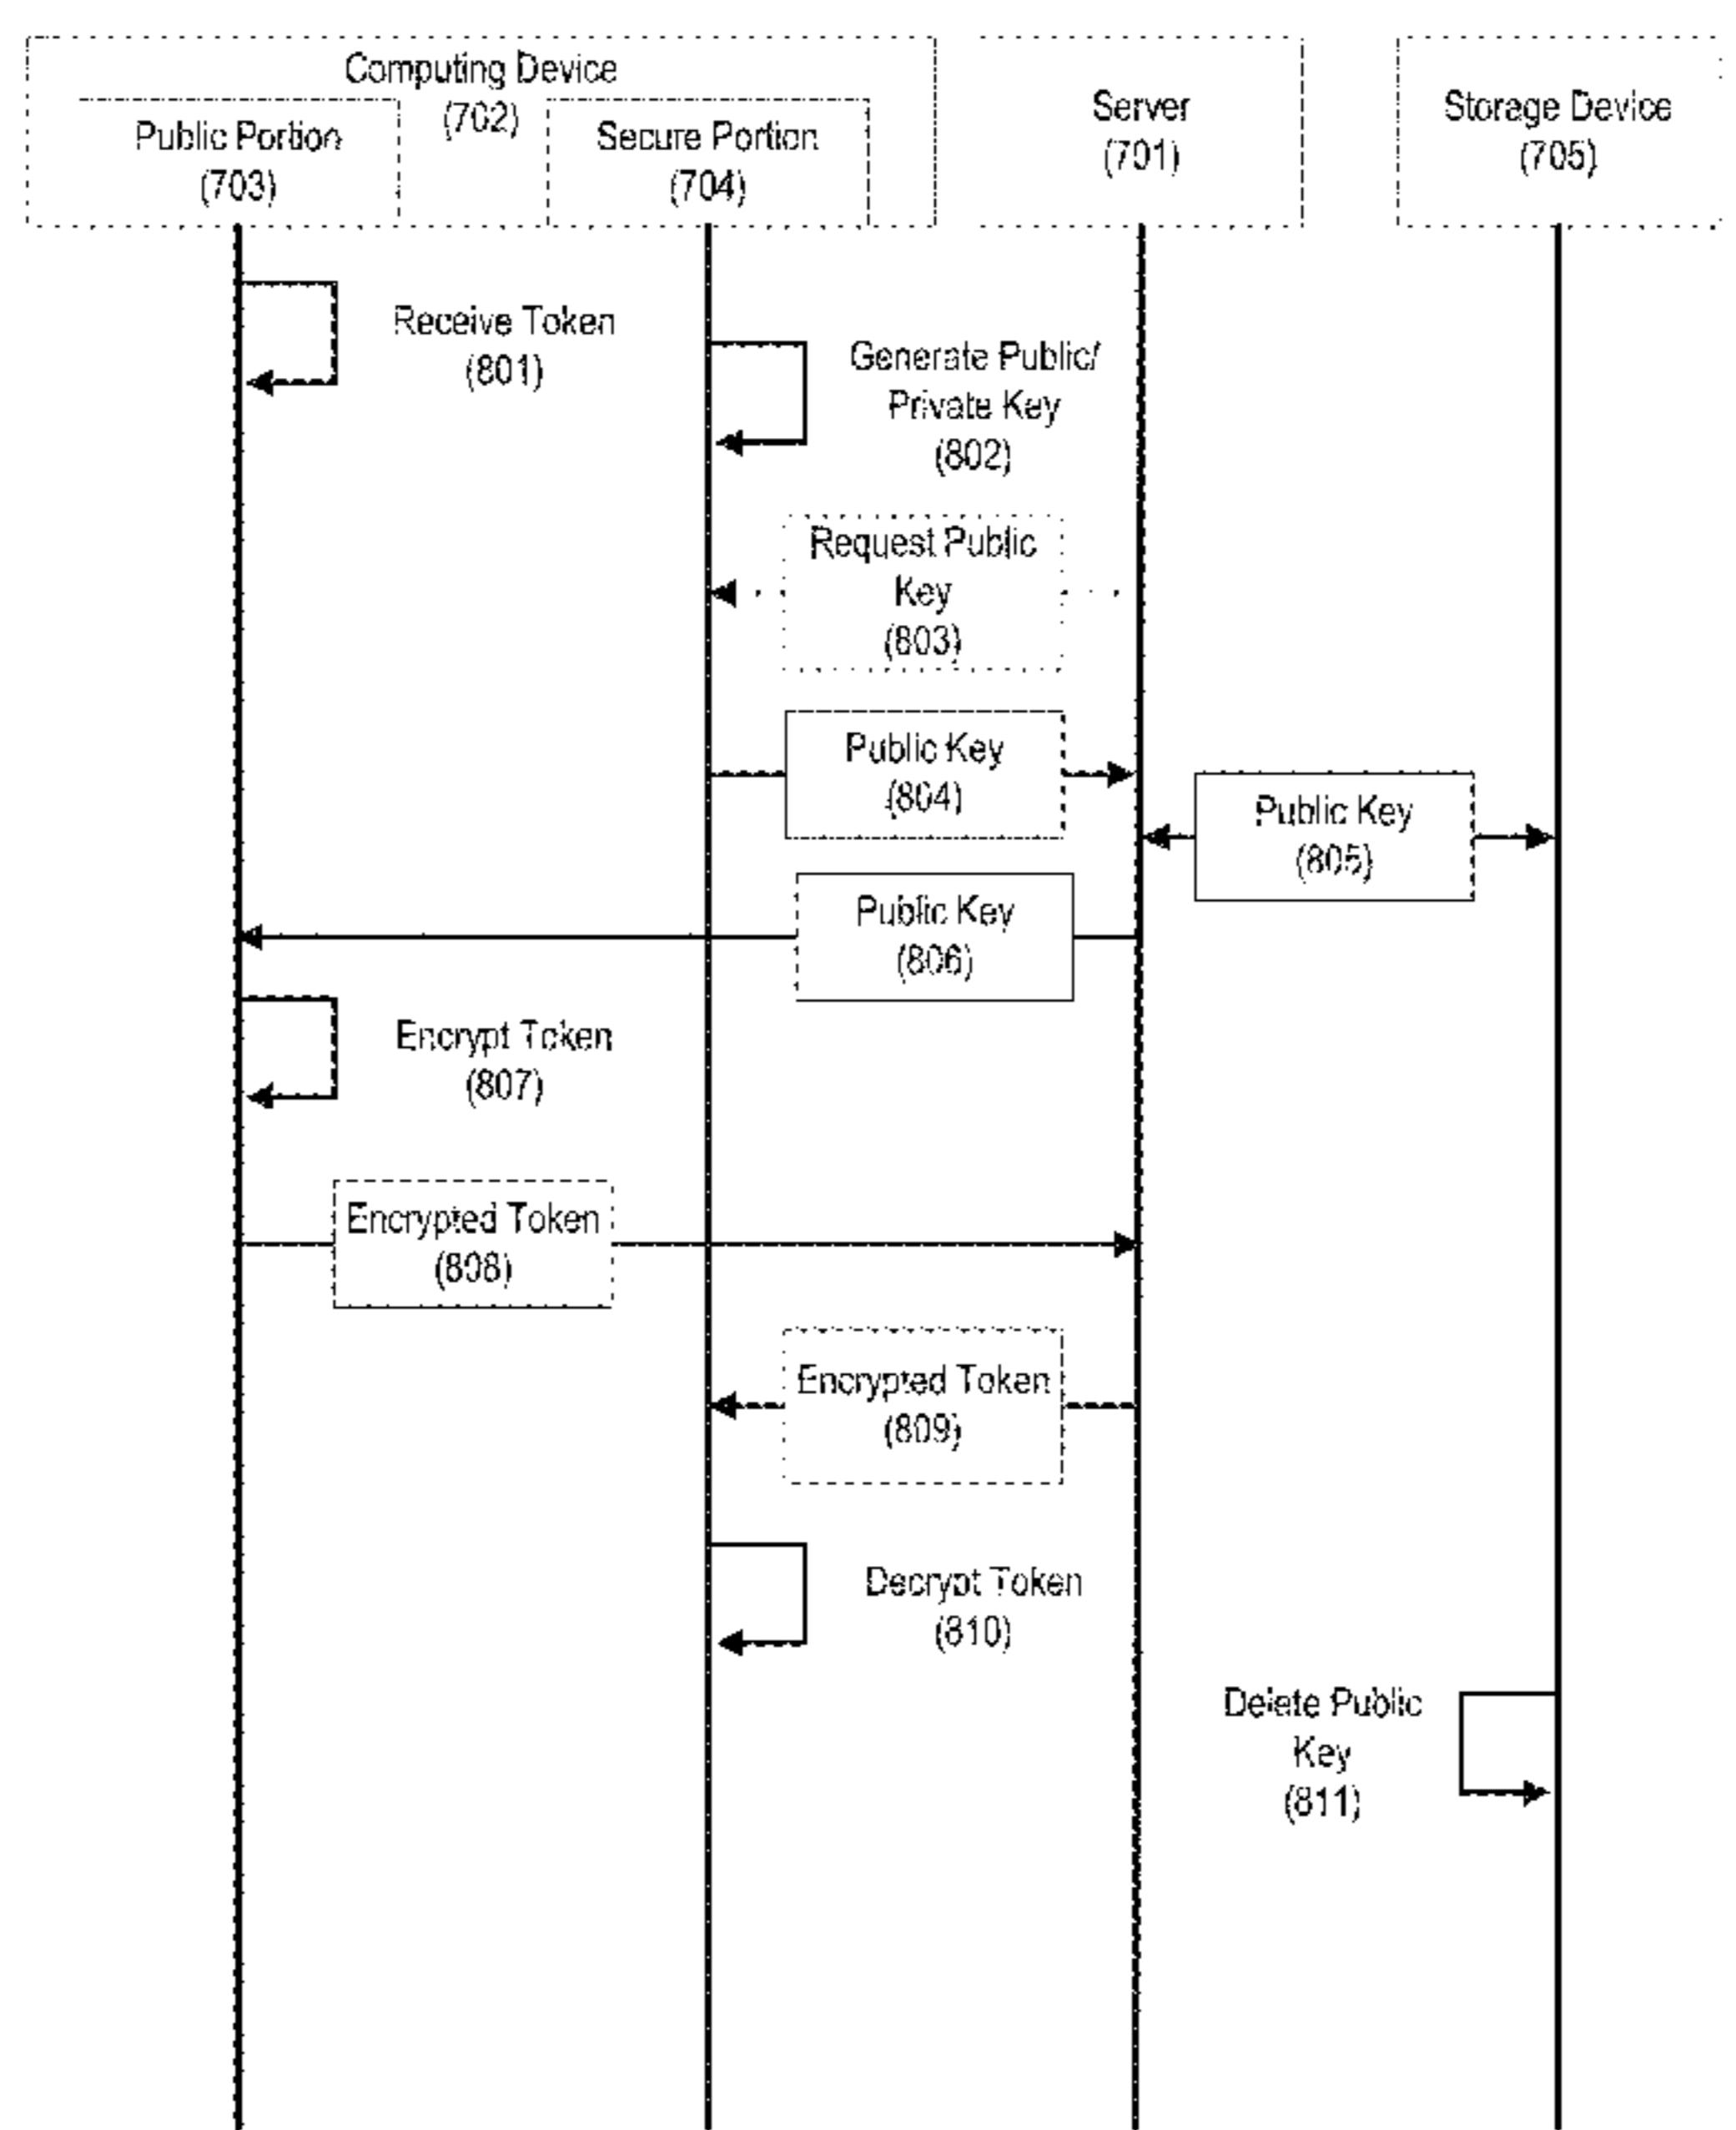 Computing Device
(702)
Public Portion
(703)
Secure Portion
(704)
Server
(701)
Storage Device
(705)
Receive Token
(801)
Generate Public/
Private Key
(802)
Request Public
Key
(803)
Public Key
(804)
Public Key
(805)
Public Key
(806)
Encrypt Token
(807)
Encrypted Token
(808)
Encrypted Token
(809)
Decrypt Token
(810)
Delete Public
Key
(811)